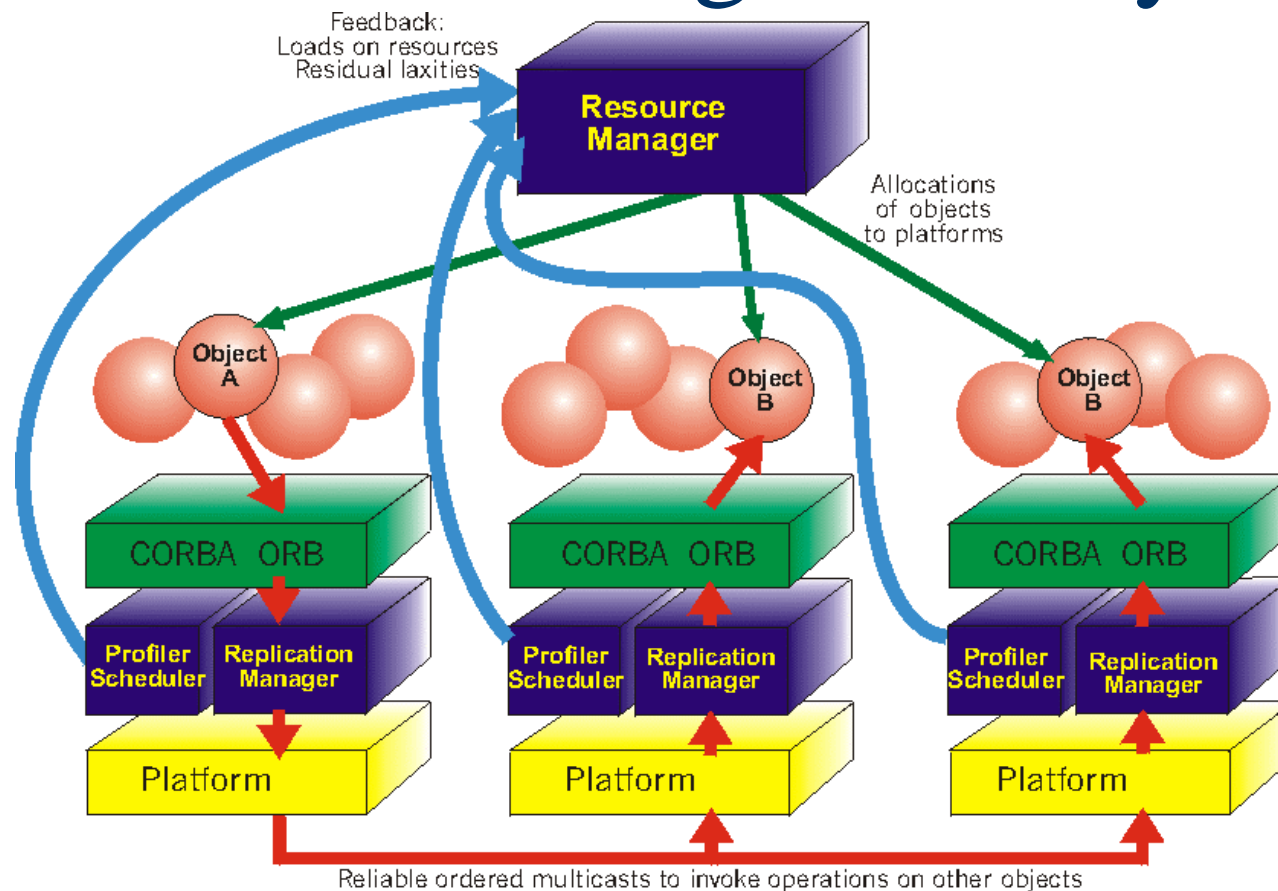 Feedback:
Loads on resources
Residual laxities
Resource
Manager
Allocations
of objects
to platforms
Object
A
Object
B
Object
B
CORBA ORB
CORBA ORB
CORBA ORB
Profiler
Scheduler
Replication
Manager
Profiler
Scheduler
Replication
Manager
Profiler
Scheduler
Replication
Manager
Platform
Platform
Platform
Reliable ordered multicasts to invoke operations on other objects